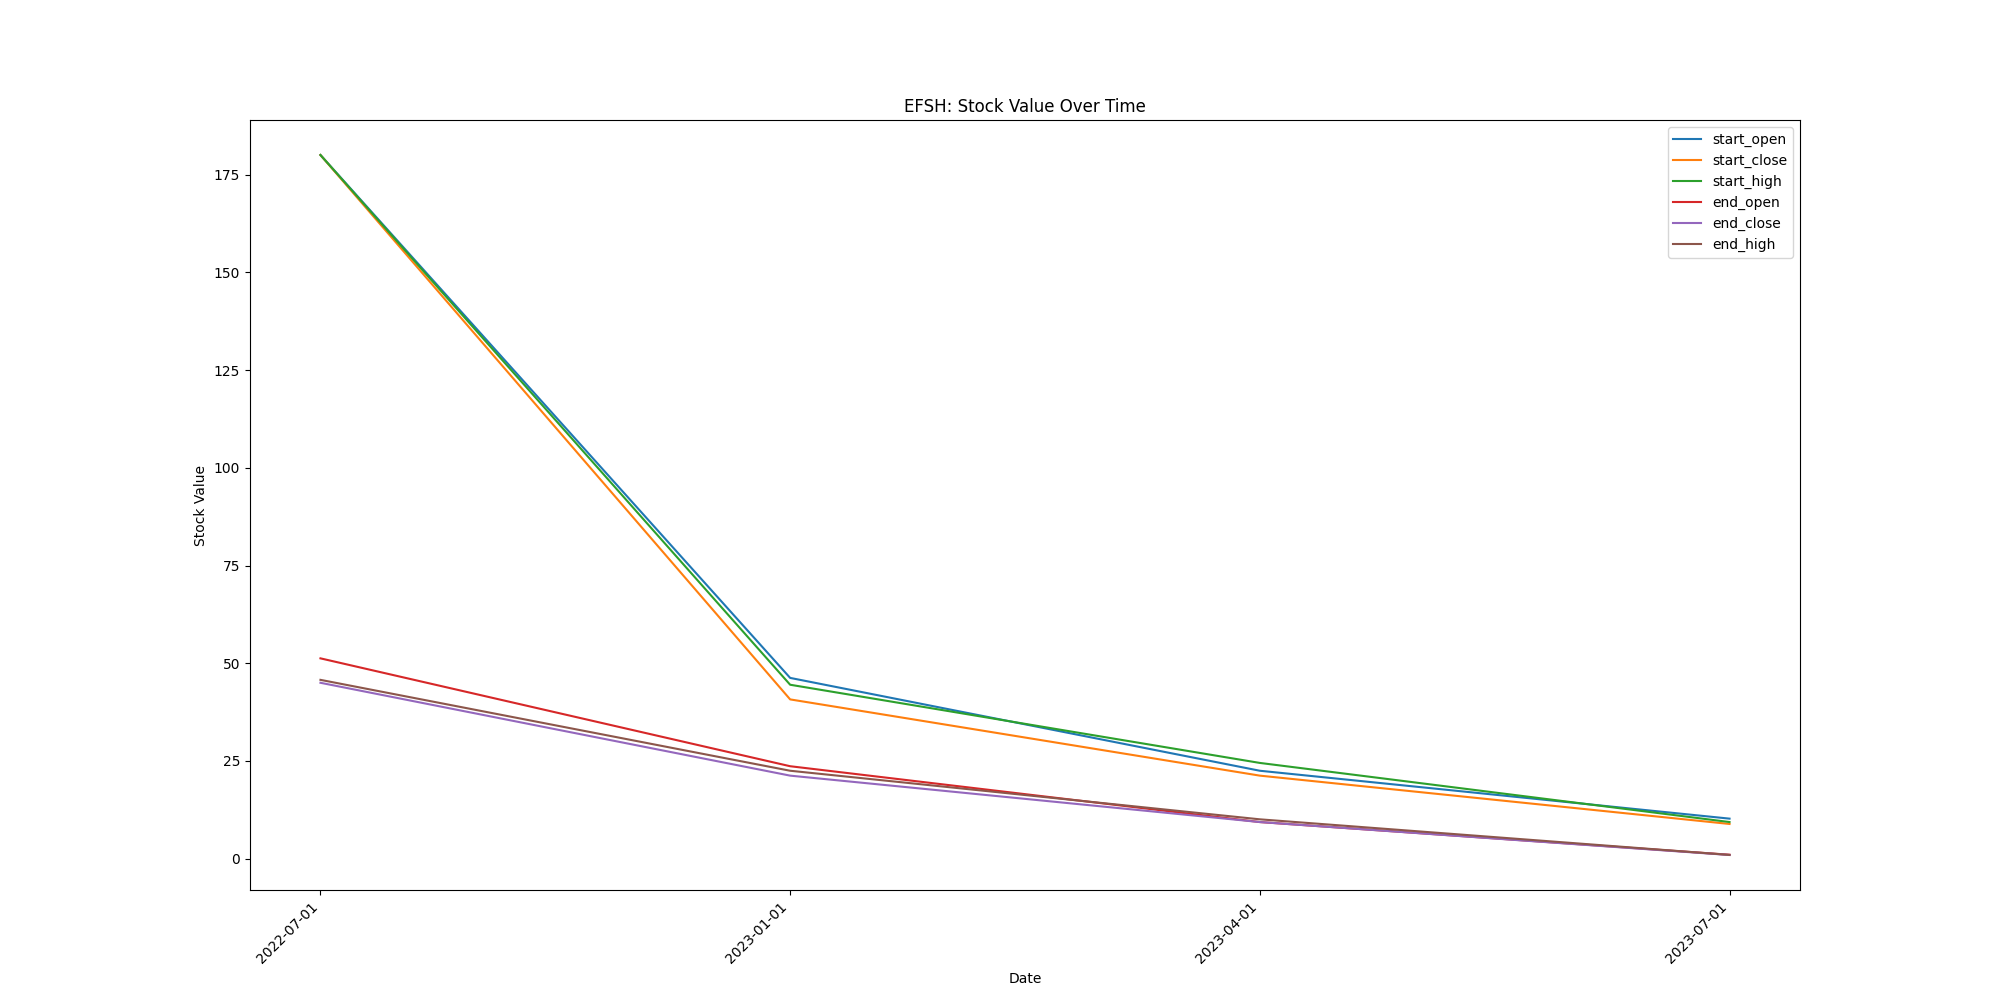 EFSH: Stock Value Over Time
start_open
start_close
start_high
end_open
end_close
end_high
Stock Value
175
150
125
100
75
50
25
0
2022-07-01
2023-01-01
2023-04-01
2023-07-01
Date